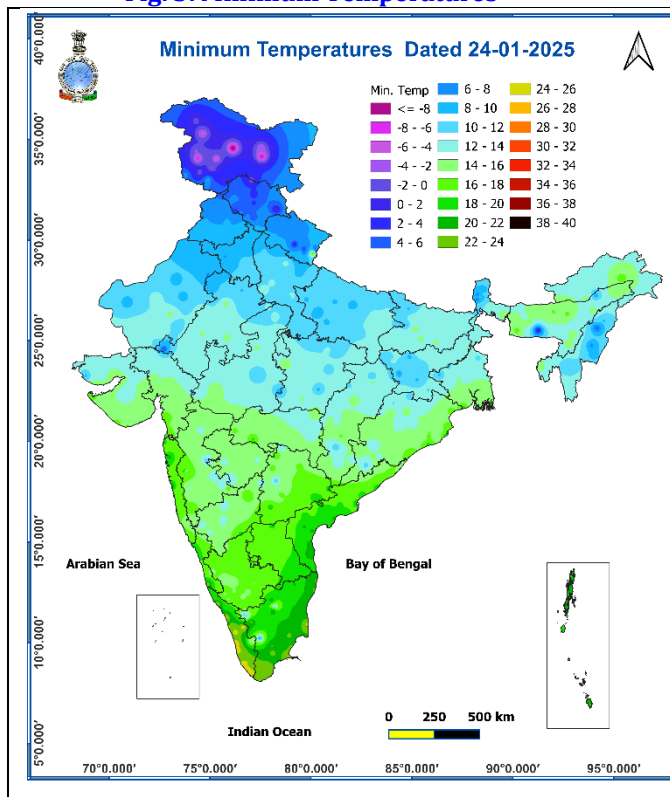 Fig. 5: Minimum Temperatures
Minimum Temperatures Dated 24-01-2025
Min. Temp
<= -8
-8 - -6
-6 - -4
-4 - -2
-2 - 0
0 - 2
2 - 4
4 - 6
6 - 8
8 - 10
10 - 12
12 - 14
14 - 16
16 - 18
18 - 20
20 - 22
22 - 24
24 - 26
26 - 28
28 - 30
30 - 32
32 - 34
34 - 36
36 - 38
38 - 40
40°0.000'
35°0.000'
30°0.000'
25°0.000'
20°0.000'
15°0.000'
10°0.000'
5°0.000'
Arabian Sea
Bay of Bengal
Indian Ocean
0 250 500 km
70°0.000' 75°0.000' 80°0.000' 85°0.000' 90°0.000' 95°0.000'